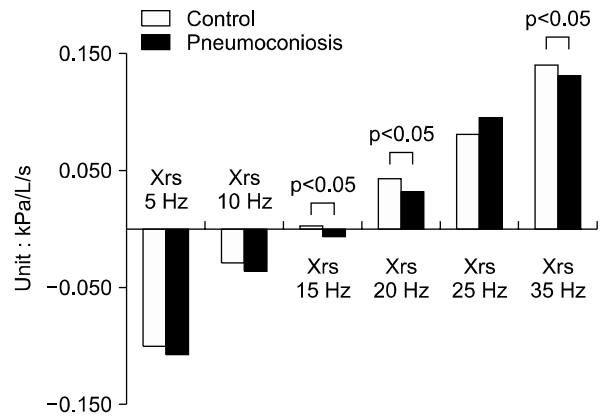 Control
Pneumoconiosis
Unit : kPa/L/s
0.150
0.050
−0.050
−0.150
Xrs
5 Hz
Xrs
10 Hz
p<0.05
Xrs
15 Hz
p<0.05
Xrs
20 Hz
Xrs
25 Hz
p<0.05
Xrs
35 Hz